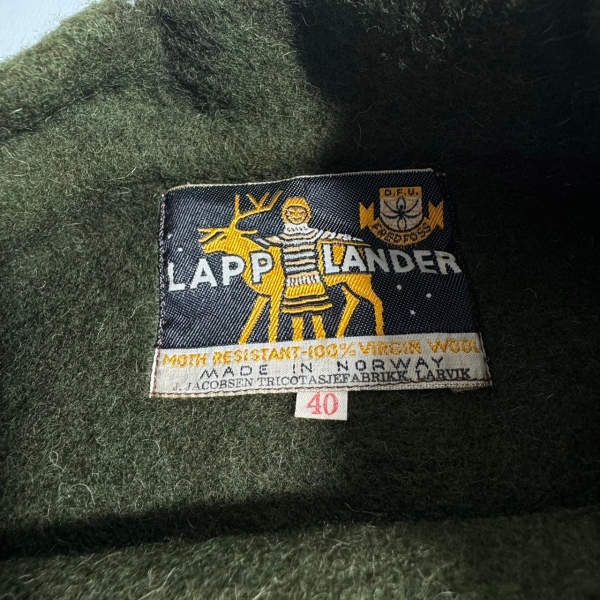 D.F.U.
FREDFOSS
LAPP LANDER
MOTH RESISTANT-100% VIRGIN WOOL
MADE IN NORWAY
J. JACOBSEN TRICOTASJEFABRIKK, LARVIK
40